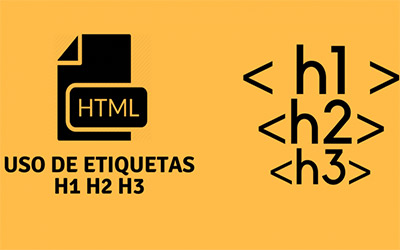 HTML
USO DE ETIQUETAS
H1 H2 H3
< h1 >
<h2>
<h3>